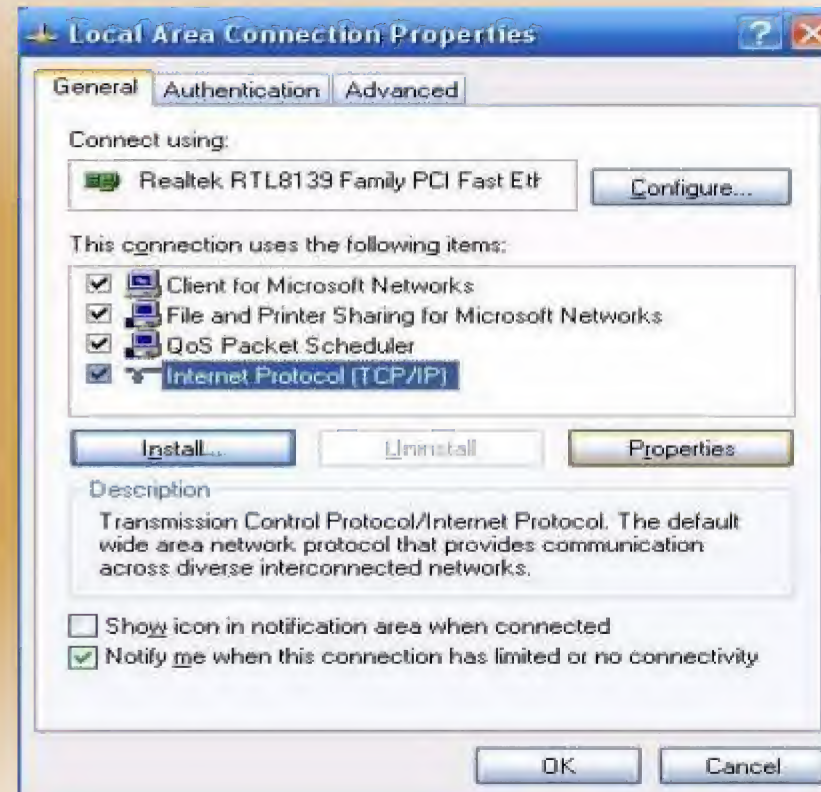 Local Area Connection Properties
General Authentication Advanced
Connect using:
Realtek RTL8139 Family PCI Fast Eth
Configure...
This connection uses the following items:
Client for Microsoft Networks
File and Printer Sharing for Microsoft Networks
QoS Packet Scheduler
Internet Protocol (TCP/IP)
Install... Uninstall Properties
Description
Transmission Control Protocol/Internet Protocol. The default
wide area network protocol that provides communication
across diverse interconnected networks.
Show icon in notification area when connected
Notify me when this connection has limited or no connectivity
OK Cancel